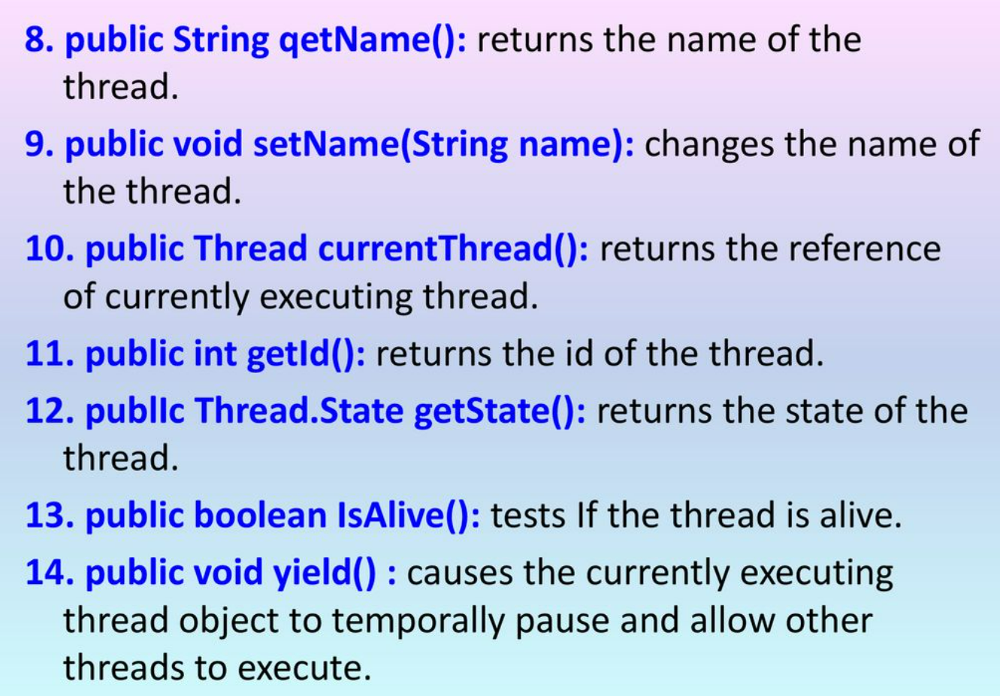 8. public String qetName(): returns the name of the
thread.
9. public void setName(String name): changes the name of
the thread.
10. public Thread currentThread(): returns the reference
of currently executing thread.
11. public int getId(): returns the id of the thread.
12. publIc Thread.State getState(): returns the state of the
thread.
13. public boolean IsAlive(): tests If the thread is alive.
14. public void yield() : causes the currently executing
thread object to temporally pause and allow other
threads to execute.